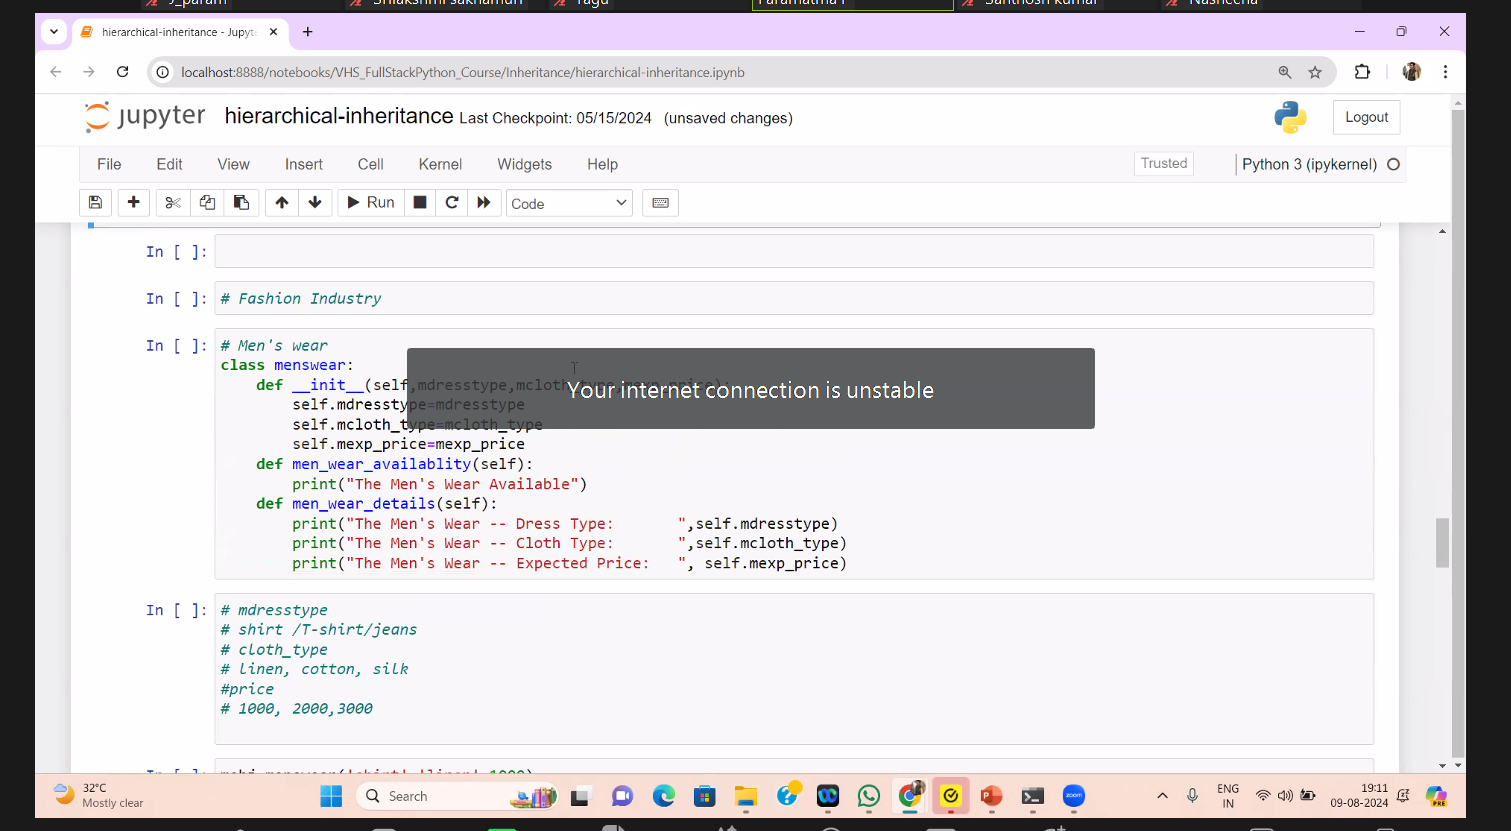 hierarchical-inheritance - Jupyte
localhost:8888/notebooks/VHS_FullStackPython_Course/Inheritance/hierarchical-inheritance.ipynb
jupyter hierarchical-inheritance Last Checkpoint: 05/15/2024 (unsaved changes)
Logout
File Edit View Insert Cell Kernel Widgets Help
Trusted
Python 3 (ipykernel)
Run
Code
In [ ]:
In [ ]: # Fashion Industry
In [ ]: # Men's wear
class menswear:
def __init__(self,mdresstype,mcloth_type,mexp_price):
Your internet connection is unstable
self.mdresstype=mdresstype
self.mcloth_type=mcloth_type
self.mexp_price=mexp_price
def men_wear_availablity(self):
print("The Men's Wear Available")
def men_wear_details(self):
print("The Men's Wear -- Dress Type: ",self.mdresstype)
print("The Men's Wear -- Cloth Type: ",self.mcloth_type)
print("The Men's Wear -- Expected Price: ", self.mexp_price)
In [ ]: # mdresstype
# shirt /T-shirt/jeans
# cloth_type
# linen, cotton, silk
#price
# 1000, 2000,3000
32°C
Mostly clear
Search
zoom
ENG
IN
19:11
09-08-2024
PRE